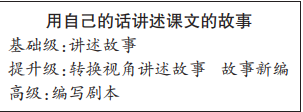 用自己的话讲述课文的故事
基础级:讲述故事
提升级:转换视角讲述故事 故事新编
高级:编写剧本